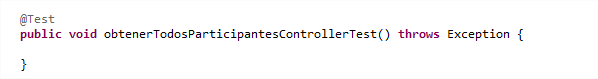 @Test
public void obtenerTodosParticipantesControllerTest() throws Exception {
}